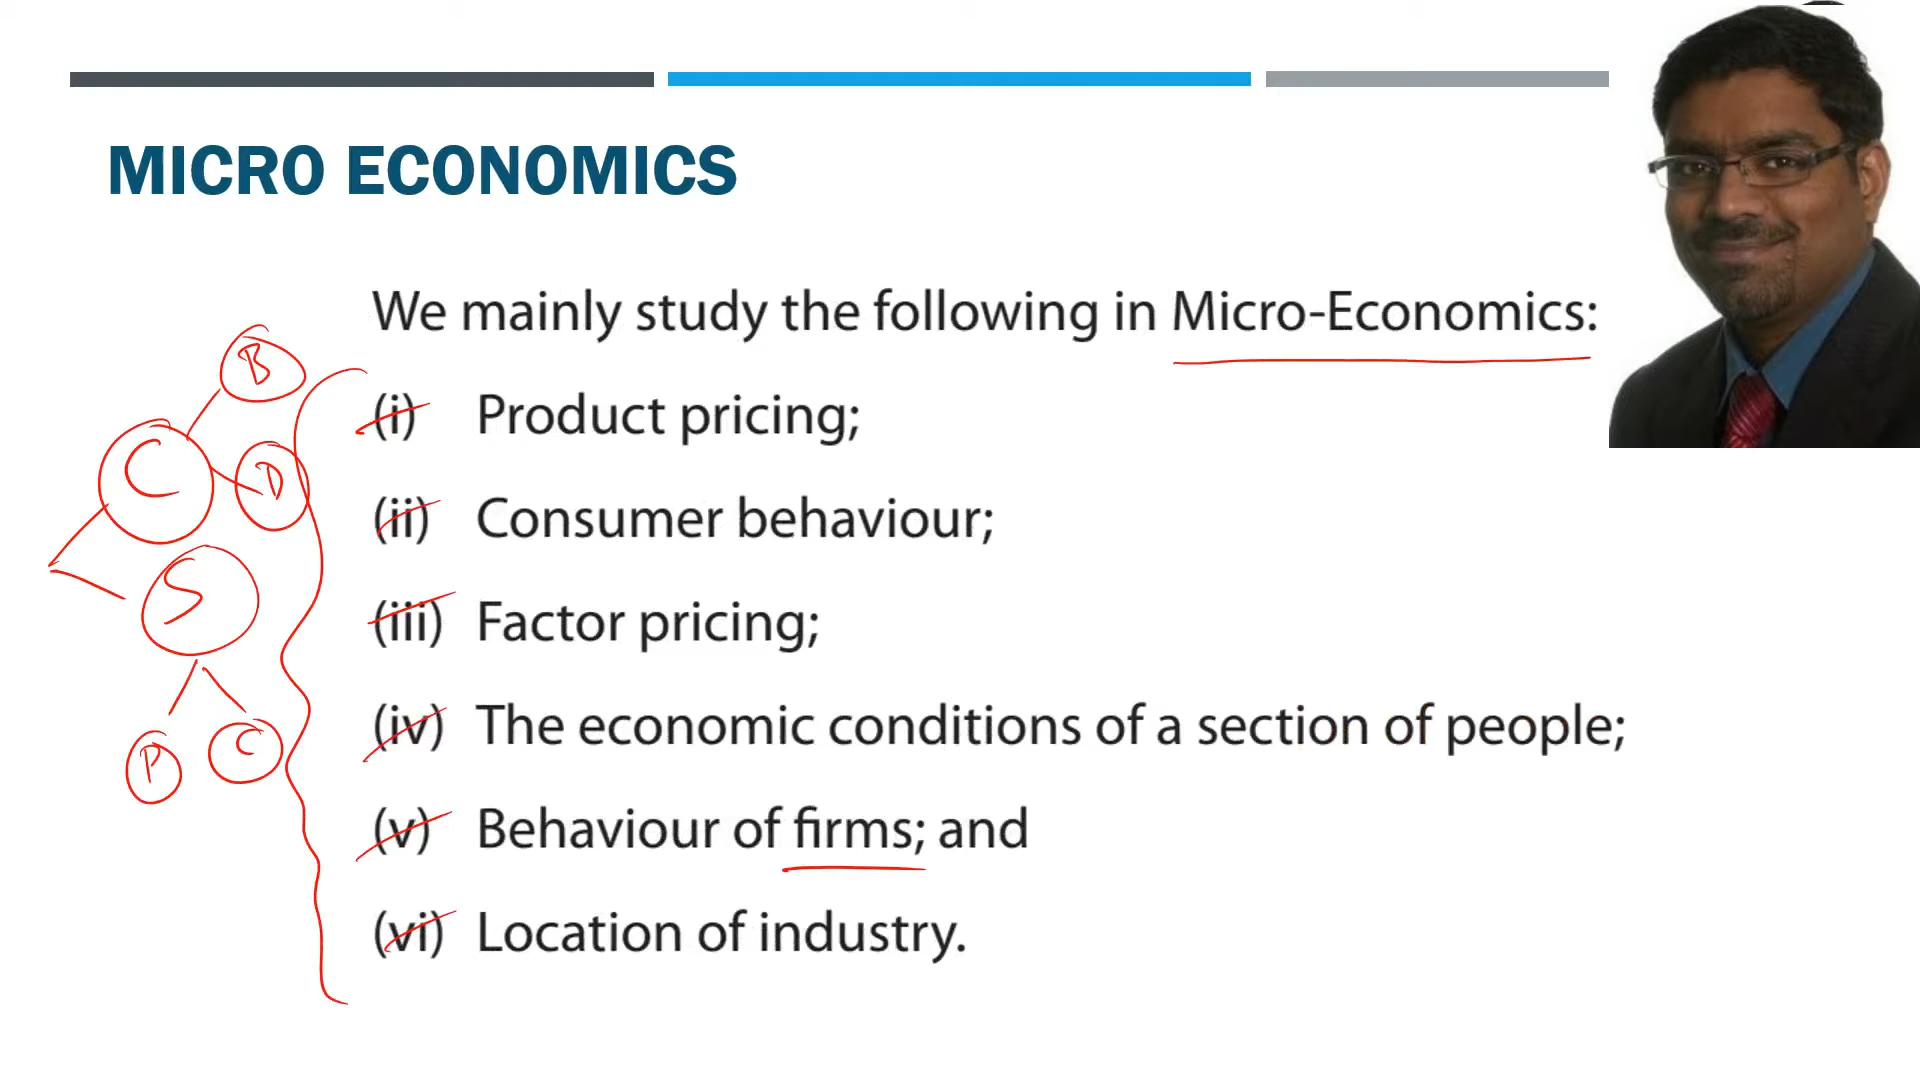 MICRO ECONOMICS
We mainly study the following in Micro-Economics:
(i) Product pricing;
(ii) Consumer behaviour;
(iii) Factor pricing;
(iv) The economic conditions of a section of people;
(v) Behaviour of firms; and
(vi) Location of industry.
B
C
D
S
P
C